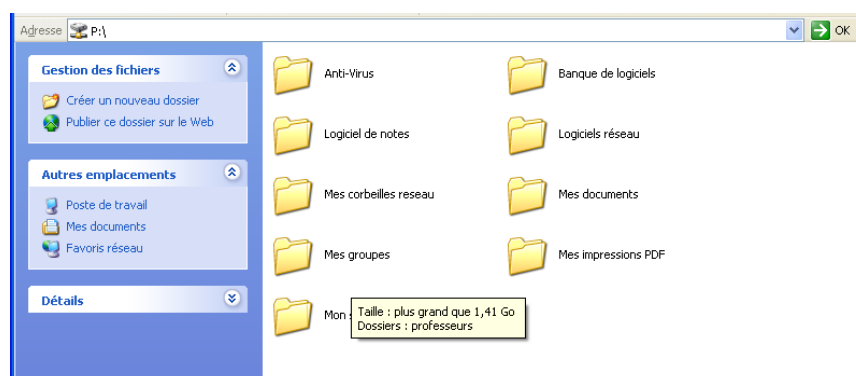 Adresse P:\ OK
Gestion des fichiers
Créer un nouveau dossier
Publier ce dossier sur le Web
Autres emplacements
Poste de travail
Mes documents
Favoris réseau
Détails
Anti-Virus
Banque de logiciels
Logiciel de notes
Logiciels réseau
Mes corbeilles reseau
Mes documents
Mes groupes
Mes impressions PDF
Mon
Taille : plus grand que 1,41 Go
Dossiers : professeurs